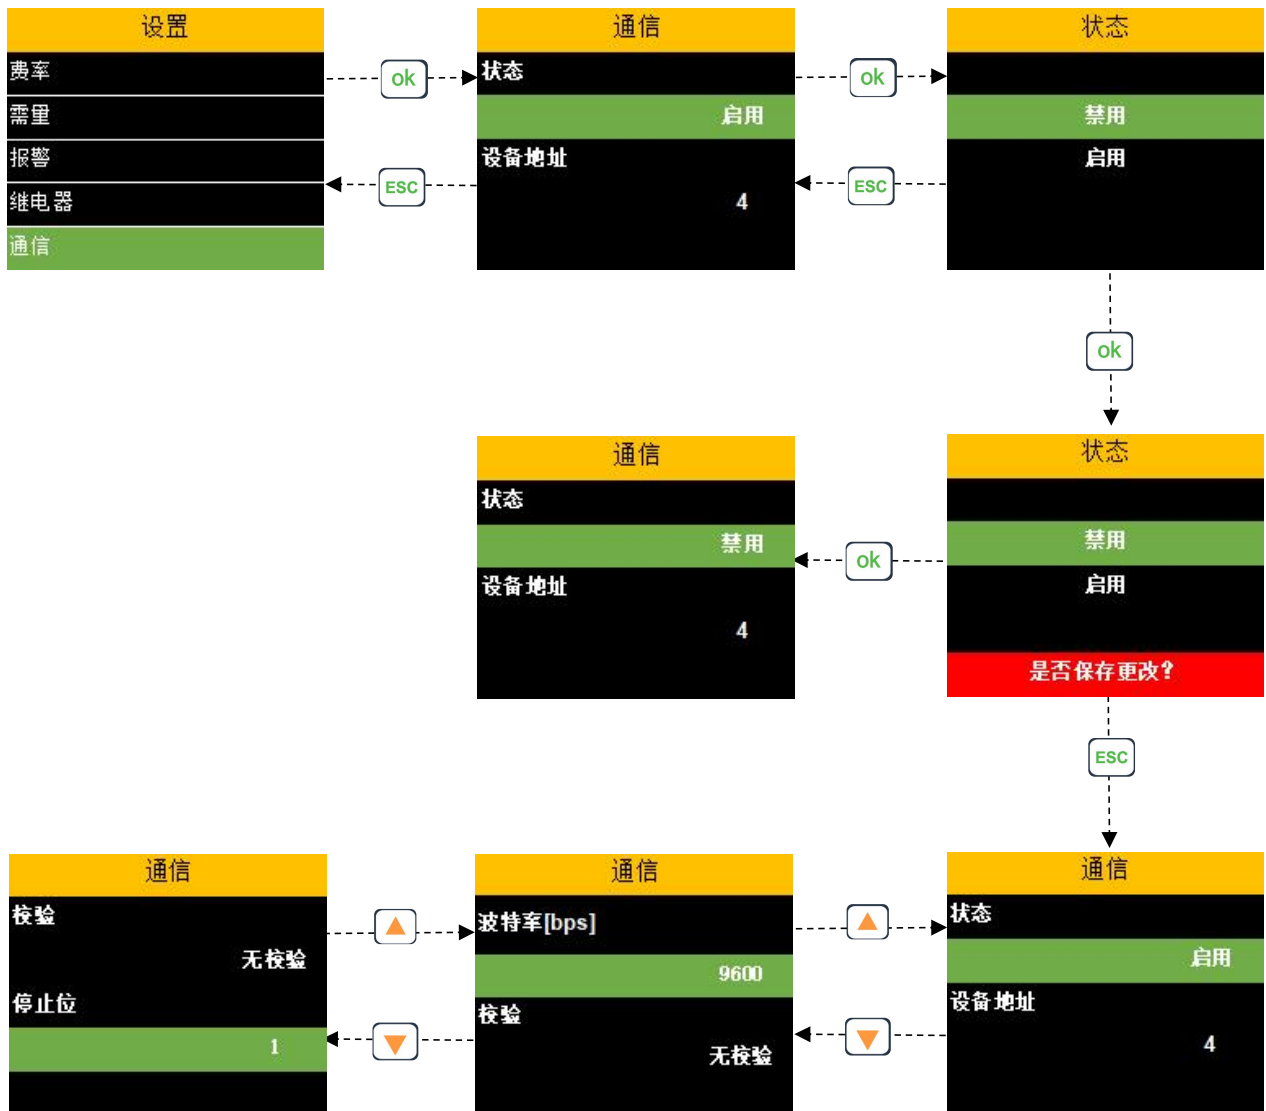 设置
费率
需量
报警
继电器
通信
ok
ESC
通信
状态
启用
设备地址
4
ok
ESC
状态
禁用
启用
ok
通信
状态
禁用
设备地址
4
ok
状态
禁用
启用
是否保存更改?
ESC
通信
校验
无校验
停止位
1
通信
波特率[bps]
9600
校验
无校验
通信
状态
启用
设备地址
4